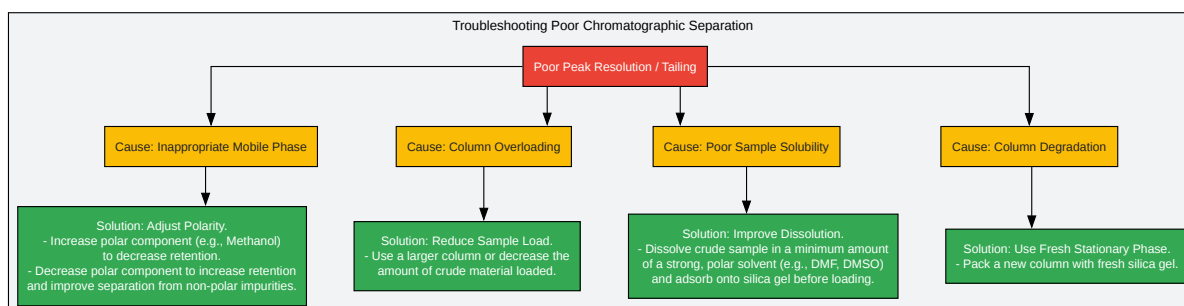 Troubleshooting Poor Chromatographic Separation
Poor Peak Resolution / Tailing
Cause: Inappropriate Mobile Phase
Cause: Column Overloading
Cause: Poor Sample Solubility
Cause: Column Degradation
Solution: Adjust Polarity.
- Increase polar component (e.g., Methanol)
to decrease retention.
- Decrease polar component to increase retention
and improve separation from non-polar impurities.
Solution: Reduce Sample Load.
- Use a larger column or decrease the
amount of crude material loaded.
Solution: Improve Dissolution.
- Dissolve crude sample in a minimum amount
of a strong, polar solvent (e.g., DMF, DMSO)
and adsorb onto silica gel before loading.
Solution: Use Fresh Stationary Phase.
- Pack a new column with fresh silica gel.